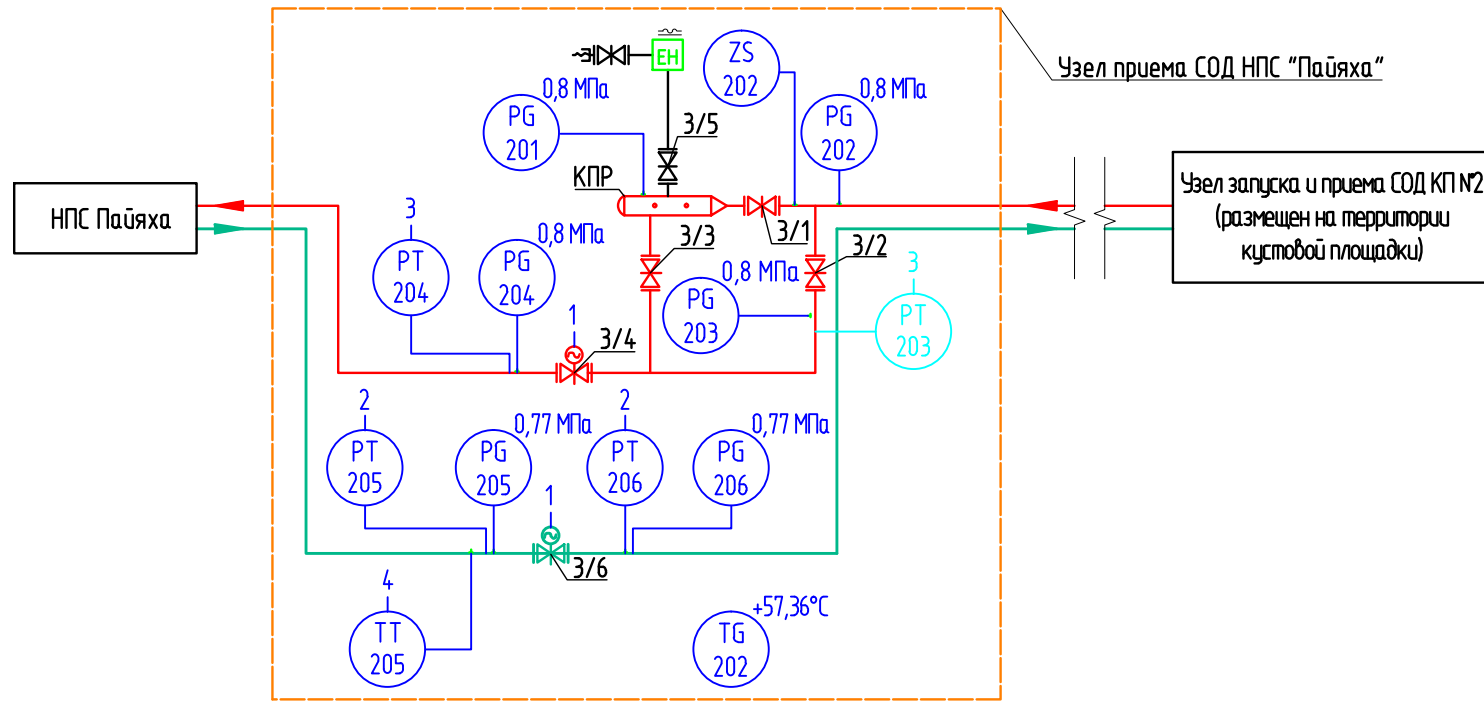 Узел приема СОД НПС "Пайяха"
ЕН
ZS
202
0,8 МПа
PG
201
0,8 МПа
PG
202
3/5
КПР
3/1
3/3
3/2
НПС Пайяха
Узел запуска и приема СОД КП №2
(размещен на территории
кустовой площадки)
3
PT
204
0,8 МПа
PG
204
0,8 МПа
PG
203
3
PT
203
1
3/4
2
PT
205
0,77 МПа
PG
205
2
PT
206
0,77 МПа
PG
206
1
3/6
4
TT
205
+57,36°C
TG
202